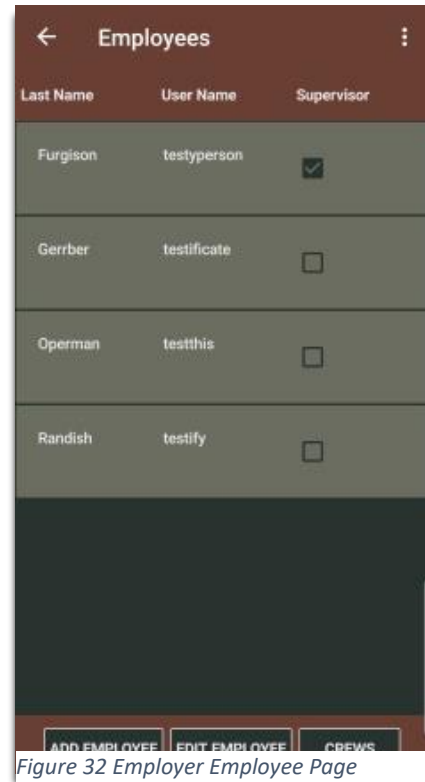 Employees
Last Name User Name Supervisor
Furgison testyperson
Gerrber testificate
Operman testthis
Randish testify
ADD EMPLOYEE EDIT EMPLOYEE CREWS
Figure 32 Employer Employee Page